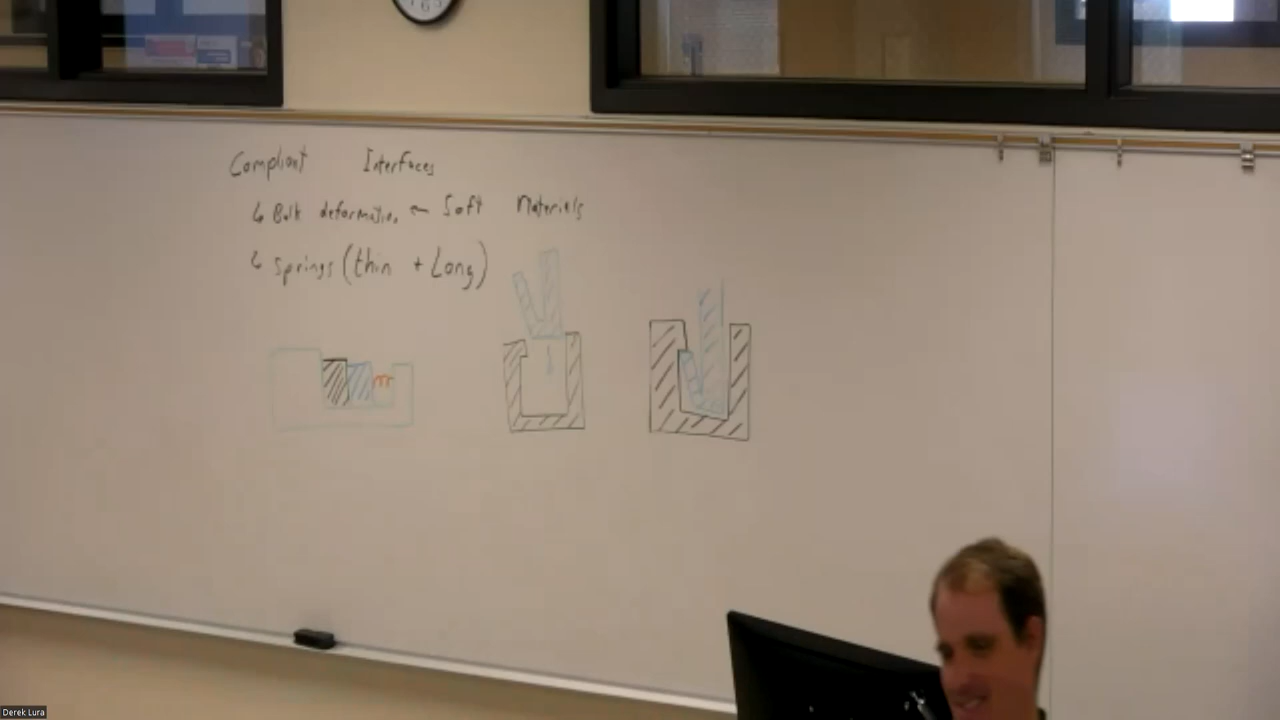 Compliant Interfaces
↳ Bulk deformation ← Soft Materials
↳ Springs (thin + Long)
Derek Lura